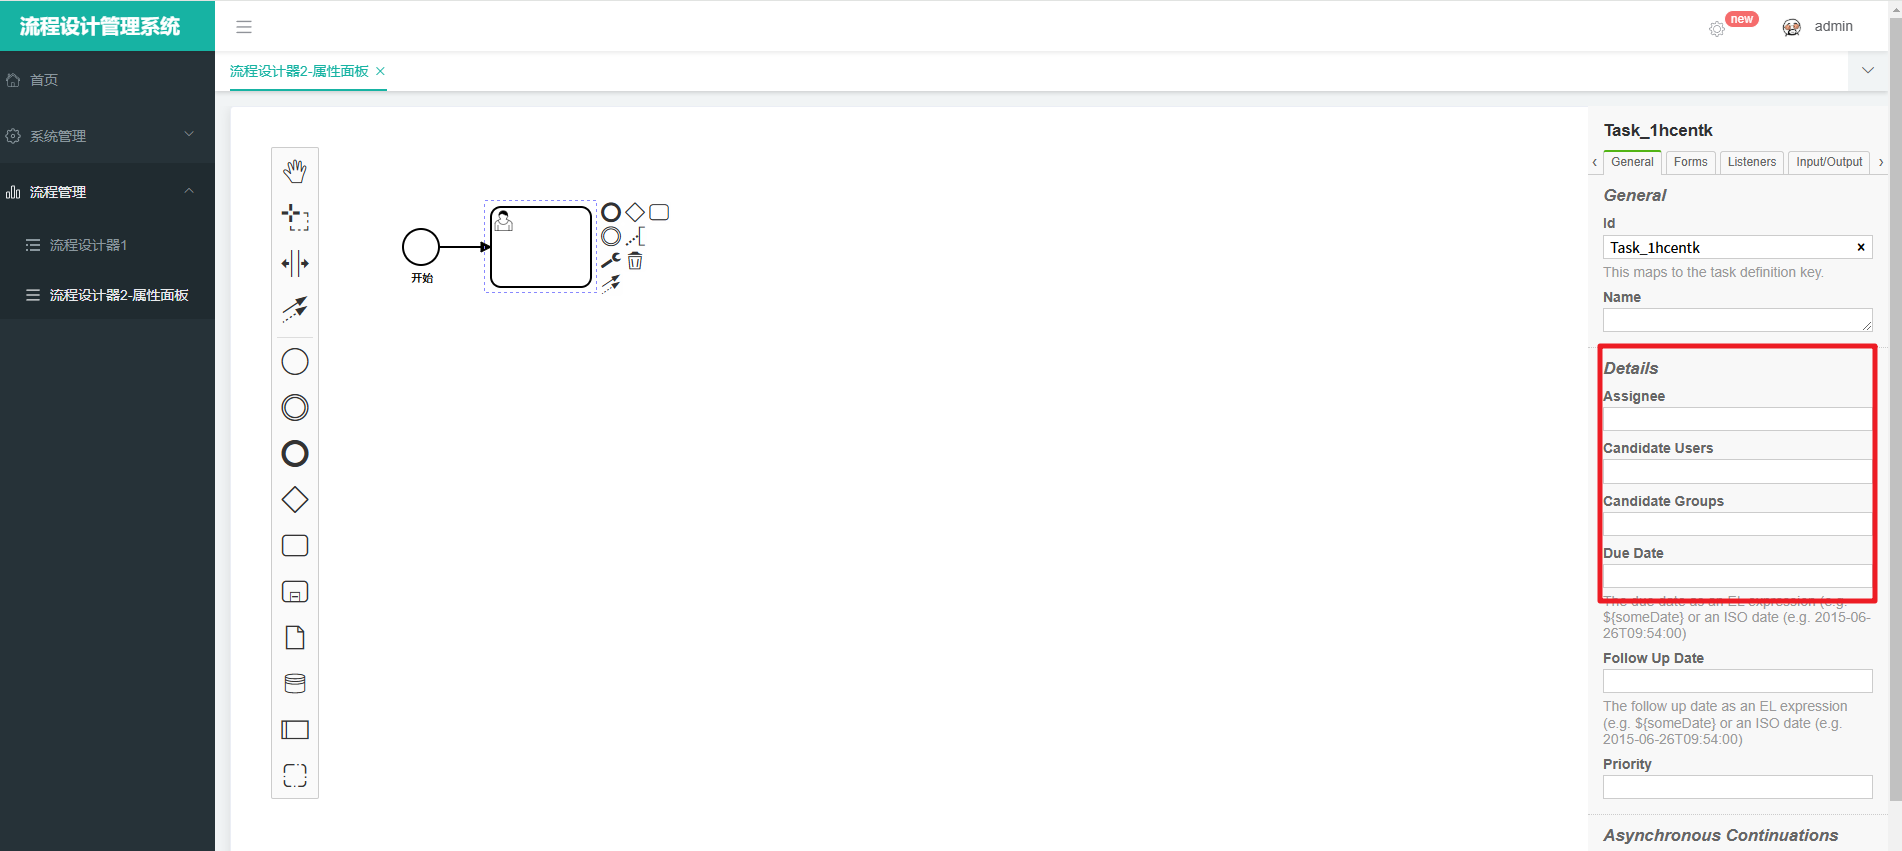 流程设计管理系统
new
admin
首页
系统管理
流程管理
流程设计器1
流程设计器2-属性面板
流程设计器2-属性面板 ×
开始
Task_1hcentk
‹ General Forms Listeners Input/Output ›
General
Id
Task_1hcentk ×
This maps to the task definition key.
Name
Details
Assignee
Candidate Users
Candidate Groups
Due Date
The due date as an EL expression (e.g.
${someDate} or an ISO date (e.g. 2015-06-
26T09:54:00)
Follow Up Date
The follow up date as an EL expression
(e.g. ${someDate} or an ISO date (e.g.
2015-06-26T09:54:00)
Priority
Asynchronous Continuations